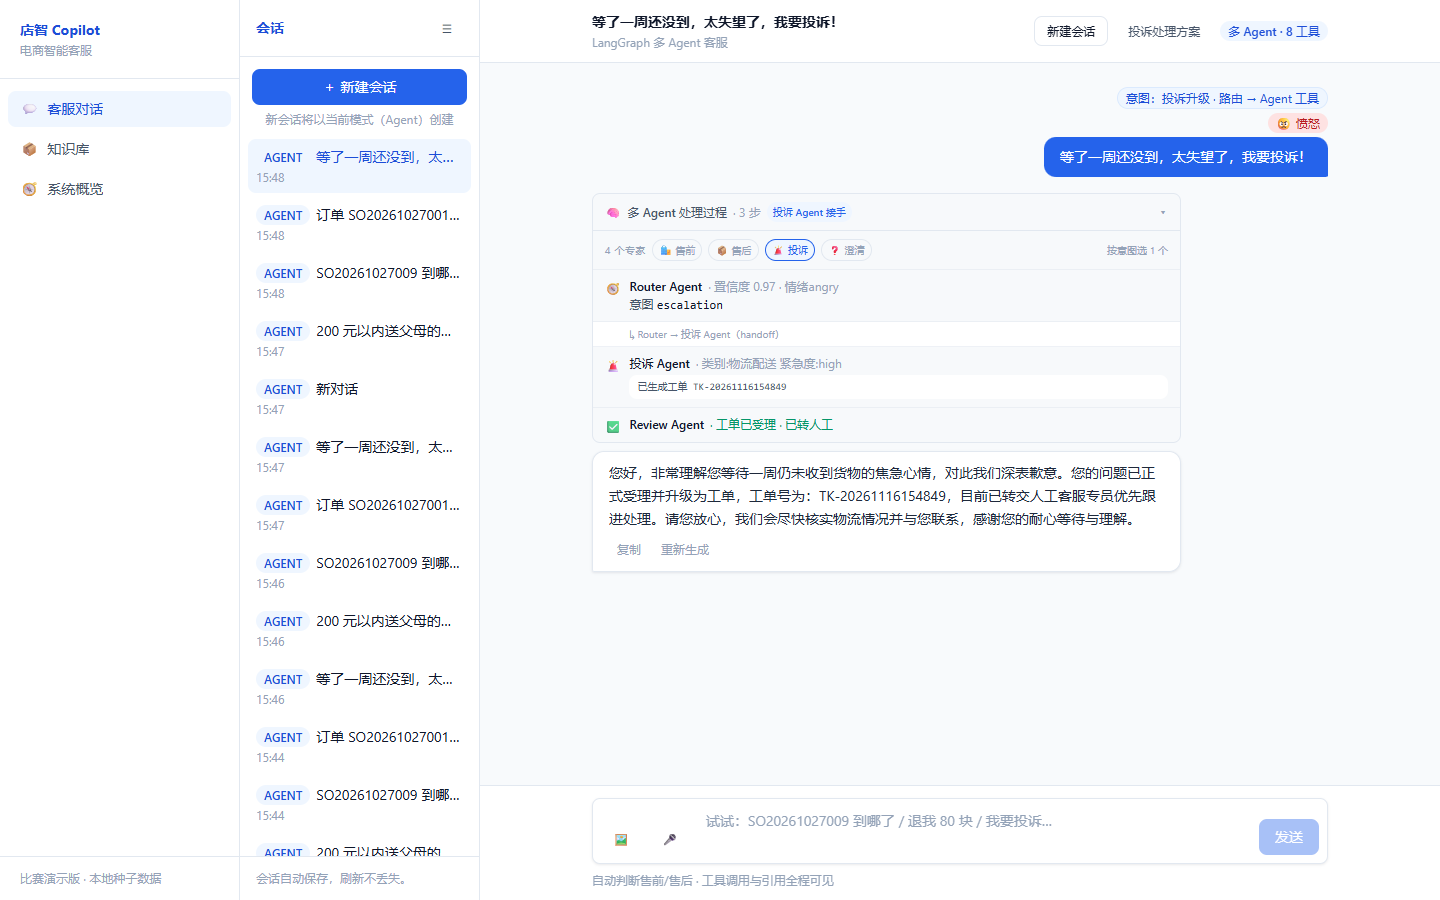 店智 Copilot
电商智能客服
客服对话
知识库
系统概览
比赛演示版 · 本地种子数据
会话
☰
+ 新建会话
新会话将以当前模式（Agent）创建
AGENT 等了一周还没到，太...
15:48
AGENT 订单 SO20261027001...
15:48
AGENT SO20261027009 到哪...
15:48
AGENT 200 元以内送父母的...
15:47
AGENT 新对话
15:47
AGENT 等了一周还没到，太...
15:47
AGENT 订单 SO20261027001...
15:47
AGENT SO20261027009 到哪...
15:46
AGENT 200 元以内送父母的...
15:46
AGENT 等了一周还没到，太...
15:46
AGENT 订单 SO20261027001...
15:44
AGENT SO20261027009 到哪...
15:44
AGENT 200 元以内送父母的
会话自动保存，刷新不丢失。
等了一周还没到，太失望了，我要投诉！
LangGraph 多 Agent 客服
新建会话
投诉处理方案
多 Agent · 8 工具
意图：投诉升级 · 路由 → Agent 工具
愤怒
等了一周还没到，太失望了，我要投诉！
多 Agent 处理过程 · 3 步 投诉 Agent 接手
4 个专家 售前 售后 投诉 澄清 按意图选 1 个
Router Agent · 置信度 0.97 · 情绪angry
意图 escalation
↳ Router → 投诉 Agent（handoff）
投诉 Agent · 类别:物流配送 紧急度:high
已生成工单 TK-20261116154849
Review Agent · 工单已受理 · 已转人工
您好，非常理解您等待一周仍未收到货物的焦急心情，对此我们深表歉意。您的问题已正
式受理并升级为工单，工单号为：TK-20261116154849，目前已转交人工客服专员优先跟
进处理。请您放心，我们会尽快核实物流情况并与您联系，感谢您的耐心等待与理解。
复制 重新生成
试试：SO20261027009 到哪了 / 退我 80 块 / 我要投诉...
发送
自动判断售前/售后 · 工具调用与引用全程可见